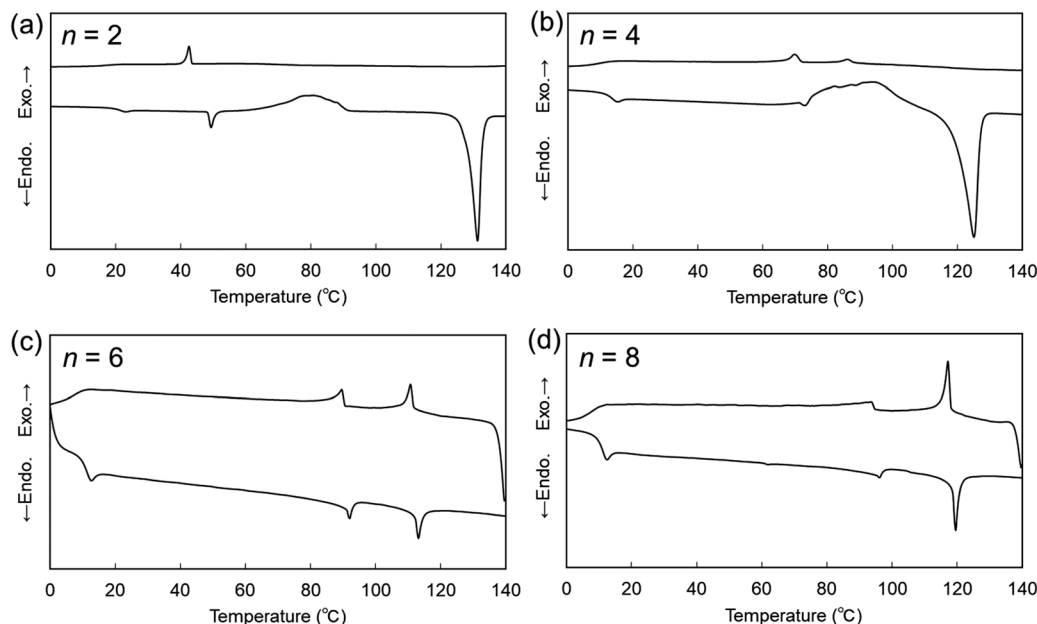 (a) n = 2
←Endo. Exo.→
0 20 40 60 80 100 120 140
Temperature (℃)
(b) n = 4
←Endo. Exo.→
0 20 40 60 80 100 120 140
Temperature (℃)
(c) n = 6
←Endo. Exo.→
0 20 40 60 80 100 120 140
Temperature (℃)
(d) n = 8
←Endo. Exo.→
0 20 40 60 80 100 120 140
Temperature (℃)